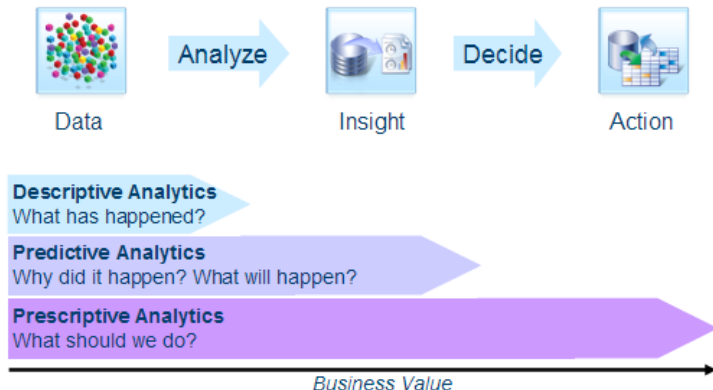 Analyze
Decide
Data
Insight
Action
Descriptive Analytics
What has happened?
Predictive Analytics
Why did it happen? What will happen?
Prescriptive Analytics
What should we do?
Business Value